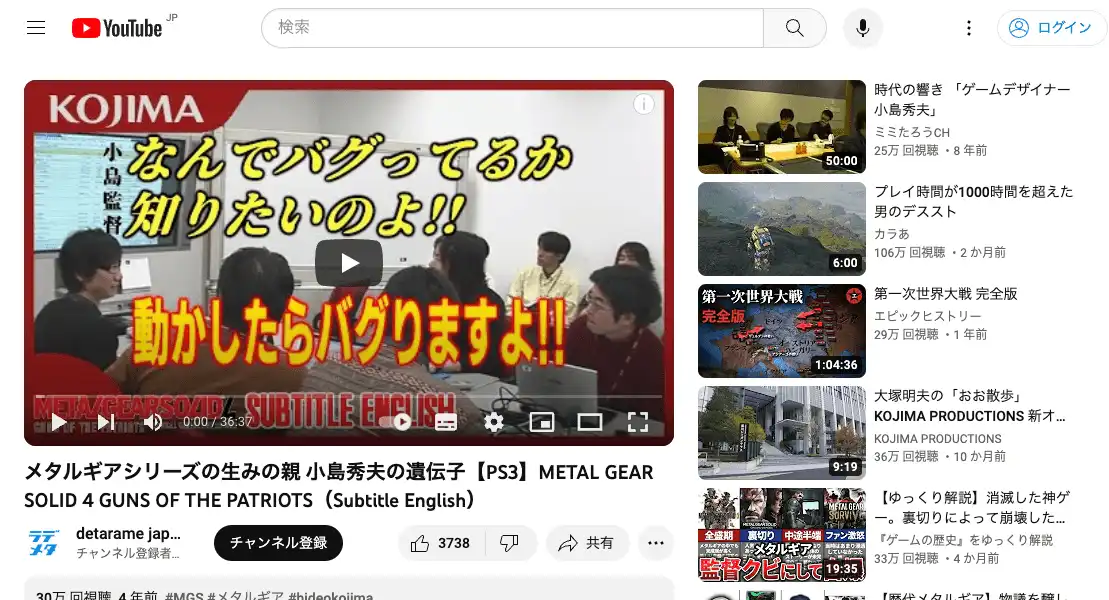 YouTube JP
検索
ログイン
KOJIMA
小島監督
なんでバグってるか
知りたいのよ!!
動かしたらバグりますよ!!
METAL GEAR SOLID 4 SUBTITLE ENGLISH
GUNS OF THE PATRIOTS
0:00 / 36:37
メタルギアシリーズの生みの親 小島秀夫の遺伝子【PS3】METAL GEAR
SOLID 4 GUNS OF THE PATRIOTS（Subtitle English）
ラデ
メタ
detarame jap...
チャンネル登録者...
チャンネル登録
3738
共有
30万 回視聴 4 年前 #MGS #メタルギア #hideokojima
50:00
時代の響き 「ゲームデザイナー
小島秀夫」
ミミたろうCH
25万 回視聴・8 年前
6:00
プレイ時間が1000時間を超えた
男のデススト
カラあ
106万 回視聴・2 か月前
第一次世界大戦
完全版
1:04:36
第一次世界大戦 完全版
エピックヒストリー
29万 回視聴・1 年前
9:19
大塚明夫の「おお散歩」
KOJIMA PRODUCTIONS 新オ...
KOJIMA PRODUCTIONS
36万 回視聴・10 か月前
全盛期 裏切り 中途半端 ファン激怒
メタルギア
監督クビにして
19:35
【ゆっくり解説】消滅した神ゲ
ー。裏切りによって崩壊した...
『ゲームの歴史』をゆっくり解説
33万 回視聴・4 か月前
【歴代メタルギア】物議を醸し